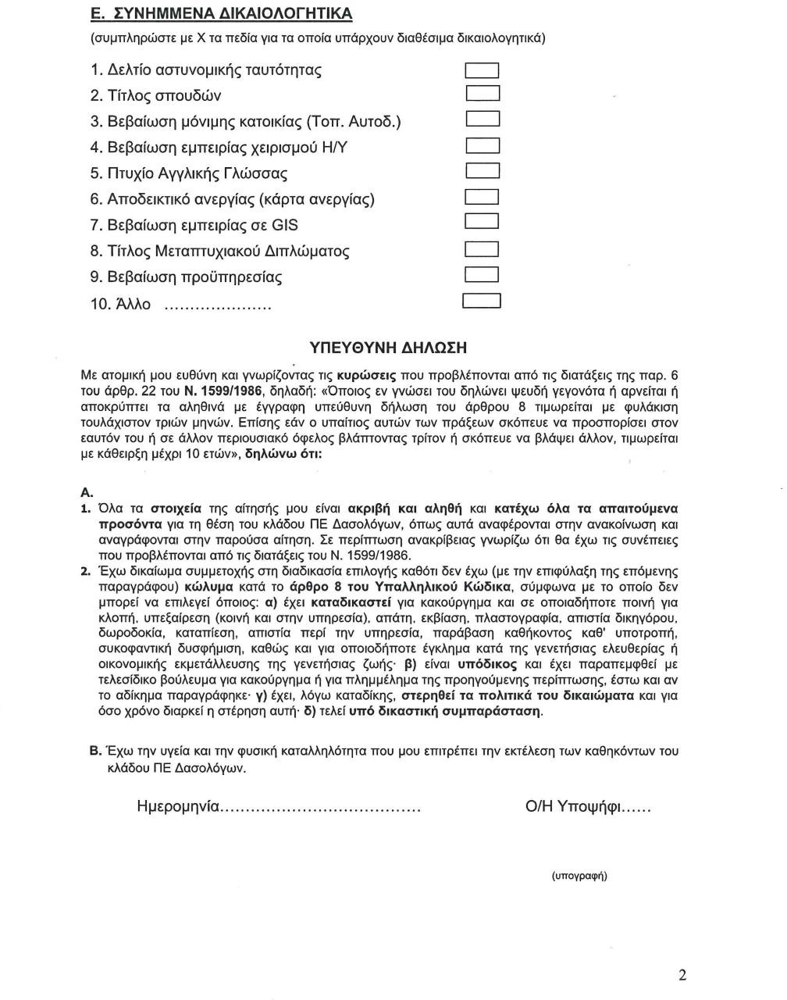 Ε. ΣΥΝΗΜΜΕΝΑ ΔΙΚΑΙΟΛΟΓΗΤΙΚΑ
(συμπληρώστε με Χ τα πεδία για τα οποία υπάρχουν διαθέσιμα δικαιολογητικά)
1. Δελτίο αστυνομικής ταυτότητας
2. Τίτλος σπουδών
3. Βεβαίωση μόνιμης κατοικίας (Τοπ. Αυτοδ.)
4. Βεβαίωση εμπειρίας χειρισμού Η/Υ
5. Πτυχίο Αγγλικής Γλώσσας
6. Αποδεικτικό ανεργίας (κάρτα ανεργίας)
7. Βεβαίωση εμπειρίας σε GIS
8. Τίτλος Μεταπτυχιακού Διπλώματος
9. Βεβαίωση προϋπηρεσίας
10. Άλλο .....................
ΥΠΕΥΘΥΝΗ ΔΗΛΩΣΗ
Με ατομική μου ευθύνη και γνωρίζοντας τις κυρώσεις που προβλέπονται από τις διατάξεις της παρ. 6
του άρθρ. 22 του Ν. 1599/1986, δηλαδή: «Όποιος εν γνώσει του δηλώνει ψευδή γεγονότα ή αρνείται ή
αποκρύπτει τα αληθινά με έγγραφη υπεύθυνη δήλωση του άρθρου 8 τιμωρείται με φυλάκιση
τουλάχιστον τριών μηνών. Επίσης εάν ο υπαίτιος αυτών των πράξεων σκόπευε να προσπορίσει στον
εαυτόν του ή σε άλλον περιουσιακό όφελος βλάπτοντας τρίτον ή σκόπευε να βλάψει άλλον, τιμωρείται
με κάθειρξη μέχρι 10 ετών», δηλώνω ότι:
Α.
1. Όλα τα στοιχεία της αίτησής μου είναι ακριβή και αληθή και κατέχω όλα τα απαιτούμενα
προσόντα για τη θέση του κλάδου ΠΕ Δασολόγων, όπως αυτά αναφέρονται στην ανακοίνωση και
αναγράφονται στην παρούσα αίτηση. Σε περίπτωση ανακρίβειας γνωρίζω ότι θα έχω τις συνέπειες
που προβλέπονται από τις διατάξεις του Ν. 1599/1986.
2. Έχω δικαίωμα συμμετοχής στη διαδικασία επιλογής καθότι δεν έχω (με την επιφύλαξη της επόμενης
παραγράφου) κώλυμα κατά το άρθρο 8 του Υπαλληλικού Κώδικα, σύμφωνα με το οποίο δεν
μπορεί να επιλεγεί όποιος: α) έχει καταδικαστεί για κακούργημα και σε οποιαδήποτε ποινή για
κλοπή, υπεξαίρεση (κοινή και στην υπηρεσία), απάτη, εκβίαση, πλαστογραφία, απιστία δικηγόρου,
δωροδοκία, καταπίεση, απιστία περί την υπηρεσία, παράβαση καθήκοντος καθ' υποτροπή,
συκοφαντική δυσφήμιση, καθώς και για οποιοδήποτε έγκλημα κατά της γενετήσιας ελευθερίας ή
οικονομικής εκμετάλλευσης της γενετήσιας ζωής· β) είναι υπόδικος και έχει παραπεμφθεί με
τελεσίδικο βούλευμα για κακούργημα ή για πλημμέλημα της προηγούμενης περίπτωσης, έστω και αν
το αδίκημα παραγράφηκε· γ) έχει, λόγω καταδίκης, στερηθεί τα πολιτικά του δικαιώματα και για
όσο χρόνο διαρκεί η στέρηση αυτή· δ) τελεί υπό δικαστική συμπαράσταση.
Β. Έχω την υγεία και την φυσική καταλληλότητα που μου επιτρέπει την εκτέλεση των καθηκόντων του
κλάδου ΠΕ Δασολόγων.
Ημερομηνία....................................... Ο/Η Υποψήφι......
(υπογραφή)
2